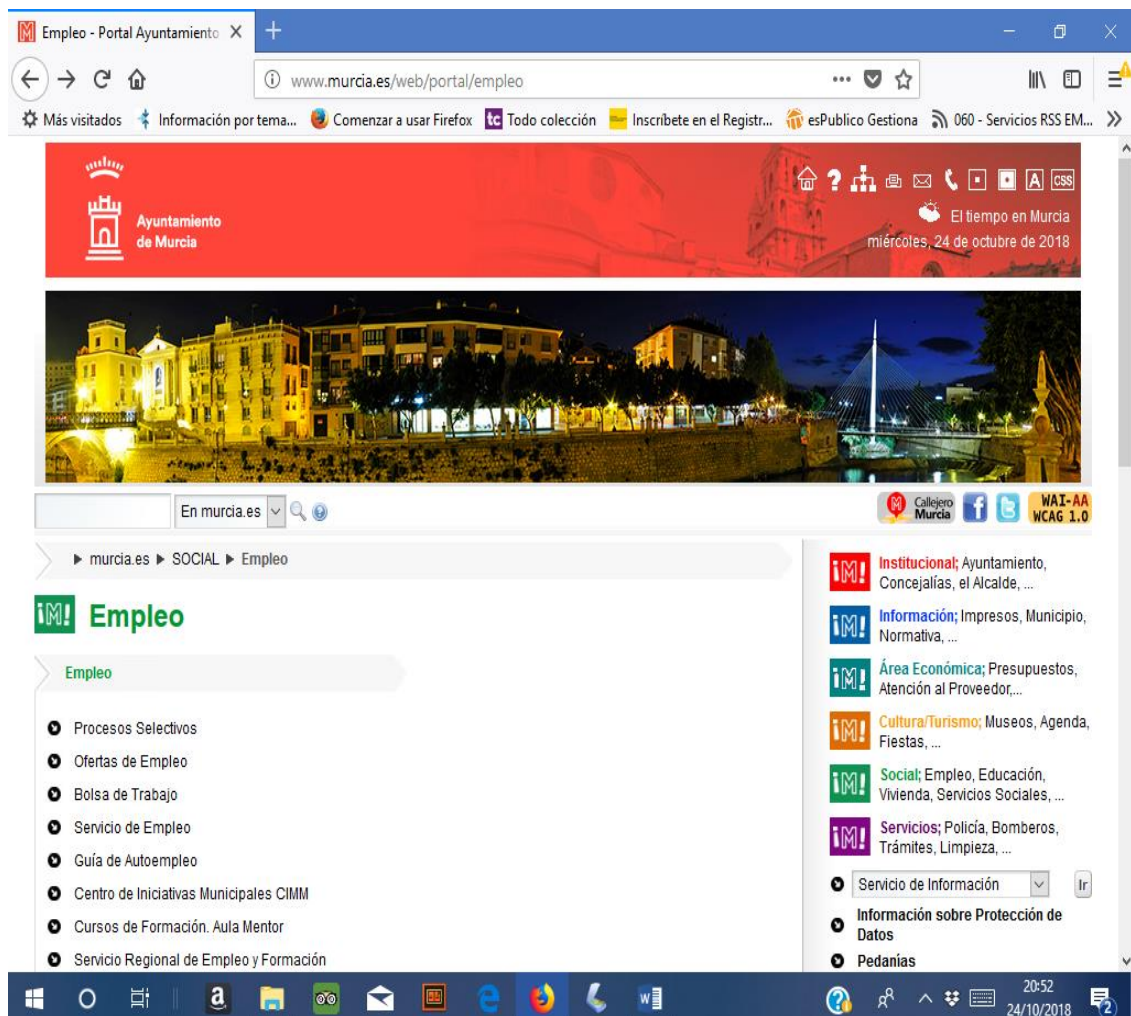 Empleo - Portal Ayuntamiento
www.murcia.es/web/portal/empleo
Más visitados Información por tema... Comenzar a usar Firefox tc Todo colección Inscríbete en el Registr... esPublico Gestiona 060 - Servicios RSS EM...
A CSS
Ayuntamiento
de Murcia
El tiempo en Murcia
miércoles, 24 de octubre de 2018
En murcia.es
Callejero
Murcia
WAI-AA
WCAG 1.0
murcia.es SOCIAL Empleo
¡M! Empleo
Empleo
Procesos Selectivos
Ofertas de Empleo
Bolsa de Trabajo
Servicio de Empleo
Guía de Autoempleo
Centro de Iniciativas Municipales CIMM
Cursos de Formación. Aula Mentor
Servicio Regional de Empleo y Formación
¡M! Institucional; Ayuntamiento,
Concejalías, el Alcalde, ...
¡M! Información; Impresos, Municipio,
Normativa, ...
¡M! Área Económica; Presupuestos,
Atención al Proveedor,...
¡M! Cultura/Turismo; Museos, Agenda,
Fiestas, ...
¡M! Social; Empleo, Educación,
Vivienda, Servicios Sociales, ...
¡M! Servicios; Policía, Bomberos,
Trámites, Limpieza, ...
Servicio de Información Ir
Información sobre Protección de
Datos
Pedanías
20:52
24/10/2018
2